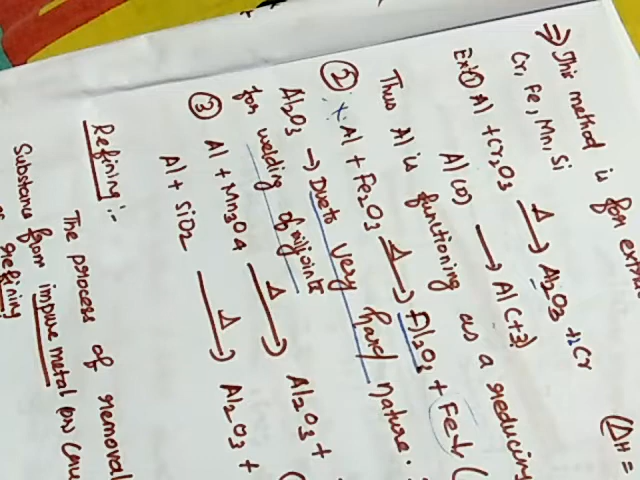 ⇒ This method is for extrac
Cr, Fe, Mn, Si
Ex:① Al + Cr2O3 —Δ→ Al2O3 + 2Cr
Al (0) → Al (+3)
Thus Al is functioning as a reducing
② Al + Fe2O3 —Δ→ Al2O3 + Fe
Al2O3 → Due to very hard nature.
for welding of
③ Al + Mn3O4 —Δ→ Al2O3 +
Al + SiO2 —Δ→ Al2O3 +
Refining :-
The process of removal
Substance from impure metal
refining
(ΔH =